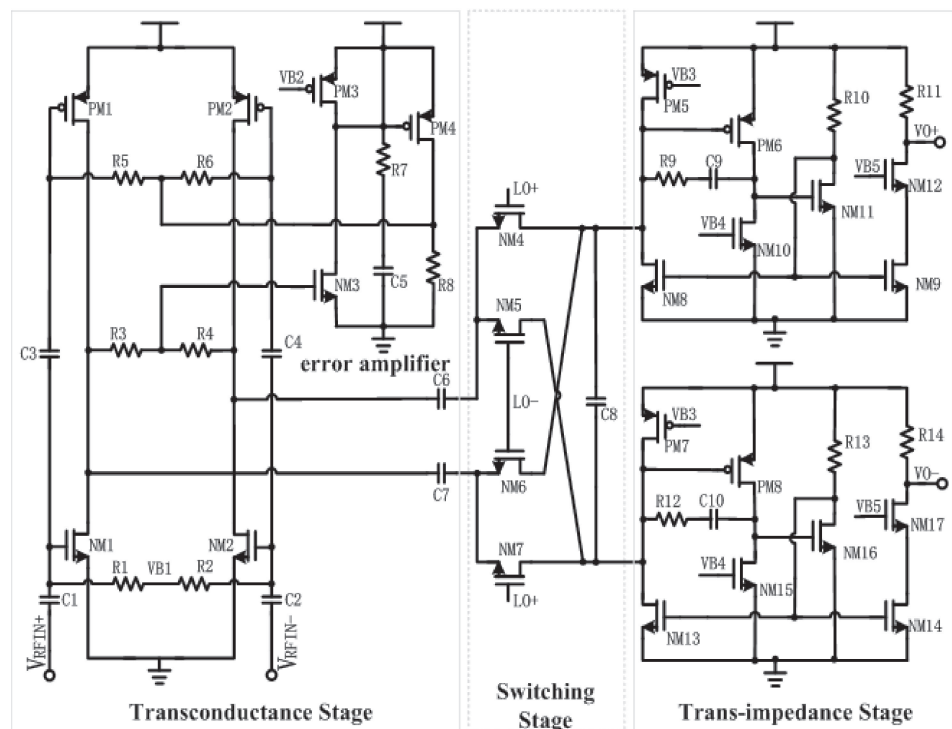 VB2
PM3
PM1
PM2
PM4
R5
R6
R7
NM3
C5
R8
R3
R4
C3
C4
error amplifier
C6
C7
NM1
NM2
R1
VB1
R2
C1
C2
VRFIN+
VRFIN-
Transconductance Stage
LO+
NM4
NM5
LO-
C8
NM6
NM7
LO+
Switching
Stage
VB3
PM5
PM6
R10
R11
VO+
R9
C9
VB5
NM12
NM11
VB4
NM10
NM8
NM9
VB3
PM7
PM8
R13
R14
VO-
R12
C10
VB5
NM17
NM16
VB4
NM15
NM13
NM14
Trans-impedance Stage